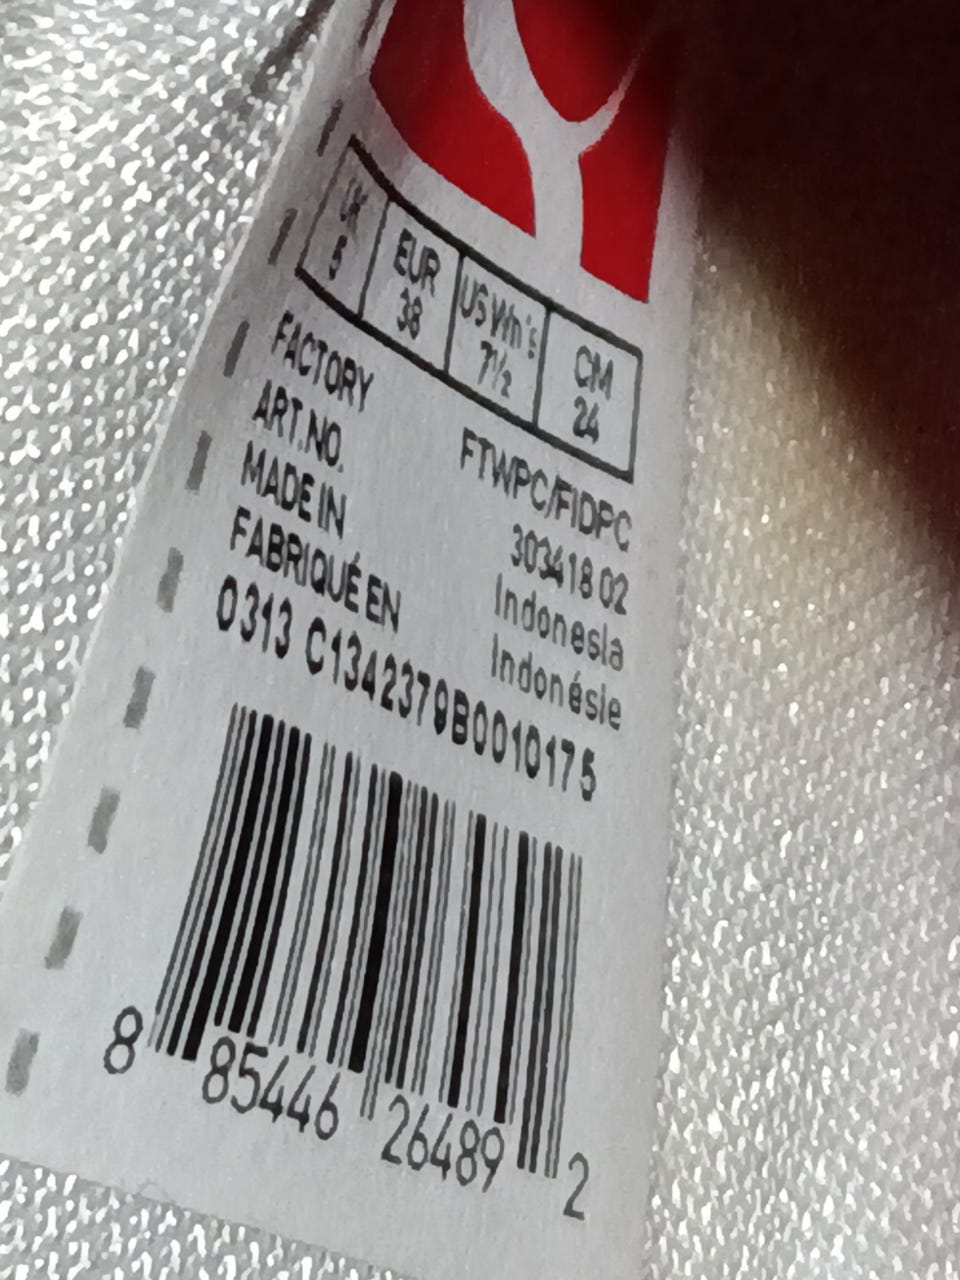 UK EUR US Wn's CM
5 38 7½ 24
FACTORY FTWPC/FIDPC
ART.NO. 303418 02
MADE IN Indonesia
FABRIQUÉ EN Indonésie
0313 C1342379B0010175
8 85446 26489 2